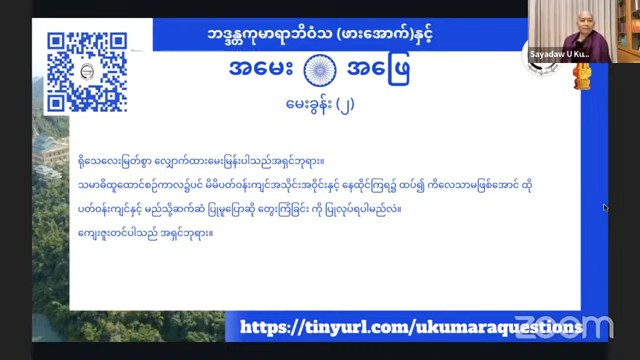 ဘဒ္ဒန္တကုမာရာဘိဝံသ (ဖားအောက်)နှင့်
အမေး အဖြေ
မေးခွန်း (၂)
ရိုသေလေးမြတ်စွာ လျှောက်ထားမေးမြန်းပါသည်အရှင်ဘုရား။
သမာဓိထူထောင်စဉ်ကာလ၌ပင် မိမိပတ်ဝန်းကျင်အသိုင်းအဝိုင်းနှင့် နေထိုင်ကြရ၌ ထပ်၍ ကိလေသာမဖြစ်အောင် ထို
ပတ်ဝန်းကျင်နှင့် မည်သို့ဆက်ဆံ ပြုမူပြောဆို တွေးကြံခြင်း ကို ပြုလုပ်ရပါမည်လဲ။
ကျေးဇူးတင်ပါသည် အရှင်ဘုရား။
https://tinyurl.com/ukumaraquestions
zoom
Sayadaw U Ku...